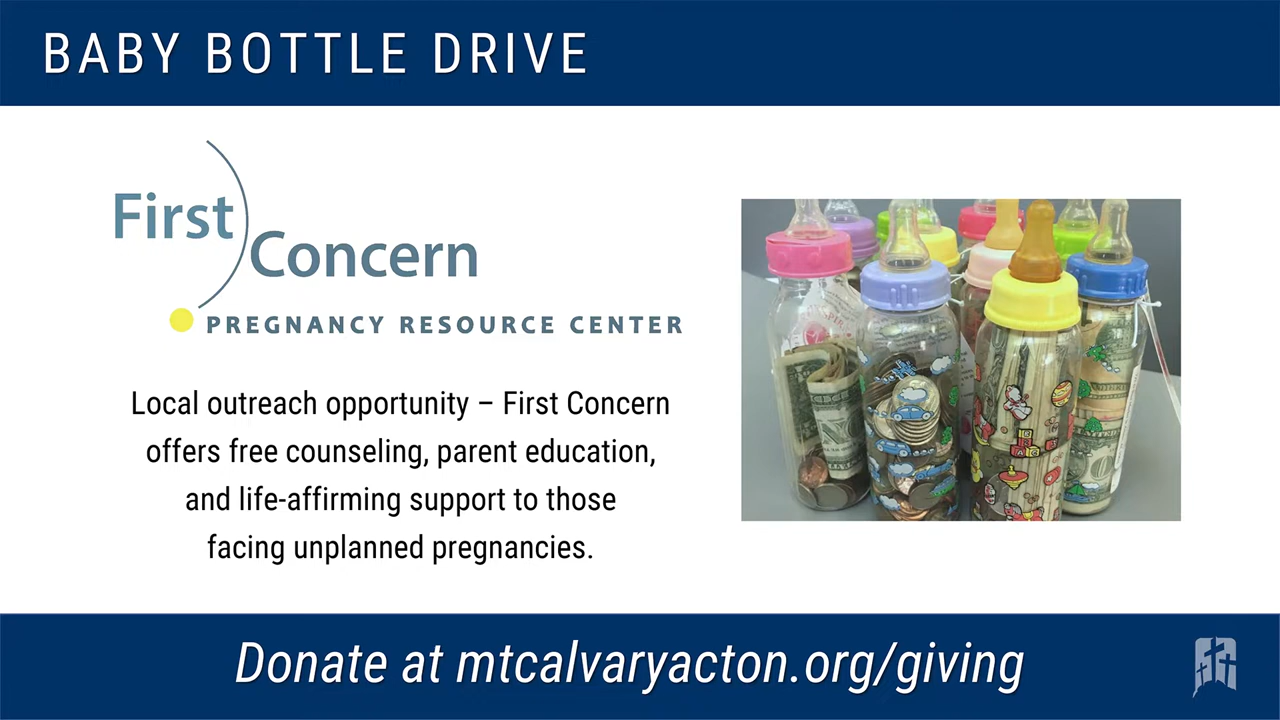 BABY BOTTLE DRIVE
First
Concern
PREGNANCY RESOURCE CENTER
Local outreach opportunity – First Concern
offers free counseling, parent education,
and life-affirming support to those
facing unplanned pregnancies.
Donate at mtcalvaryacton.org/giving